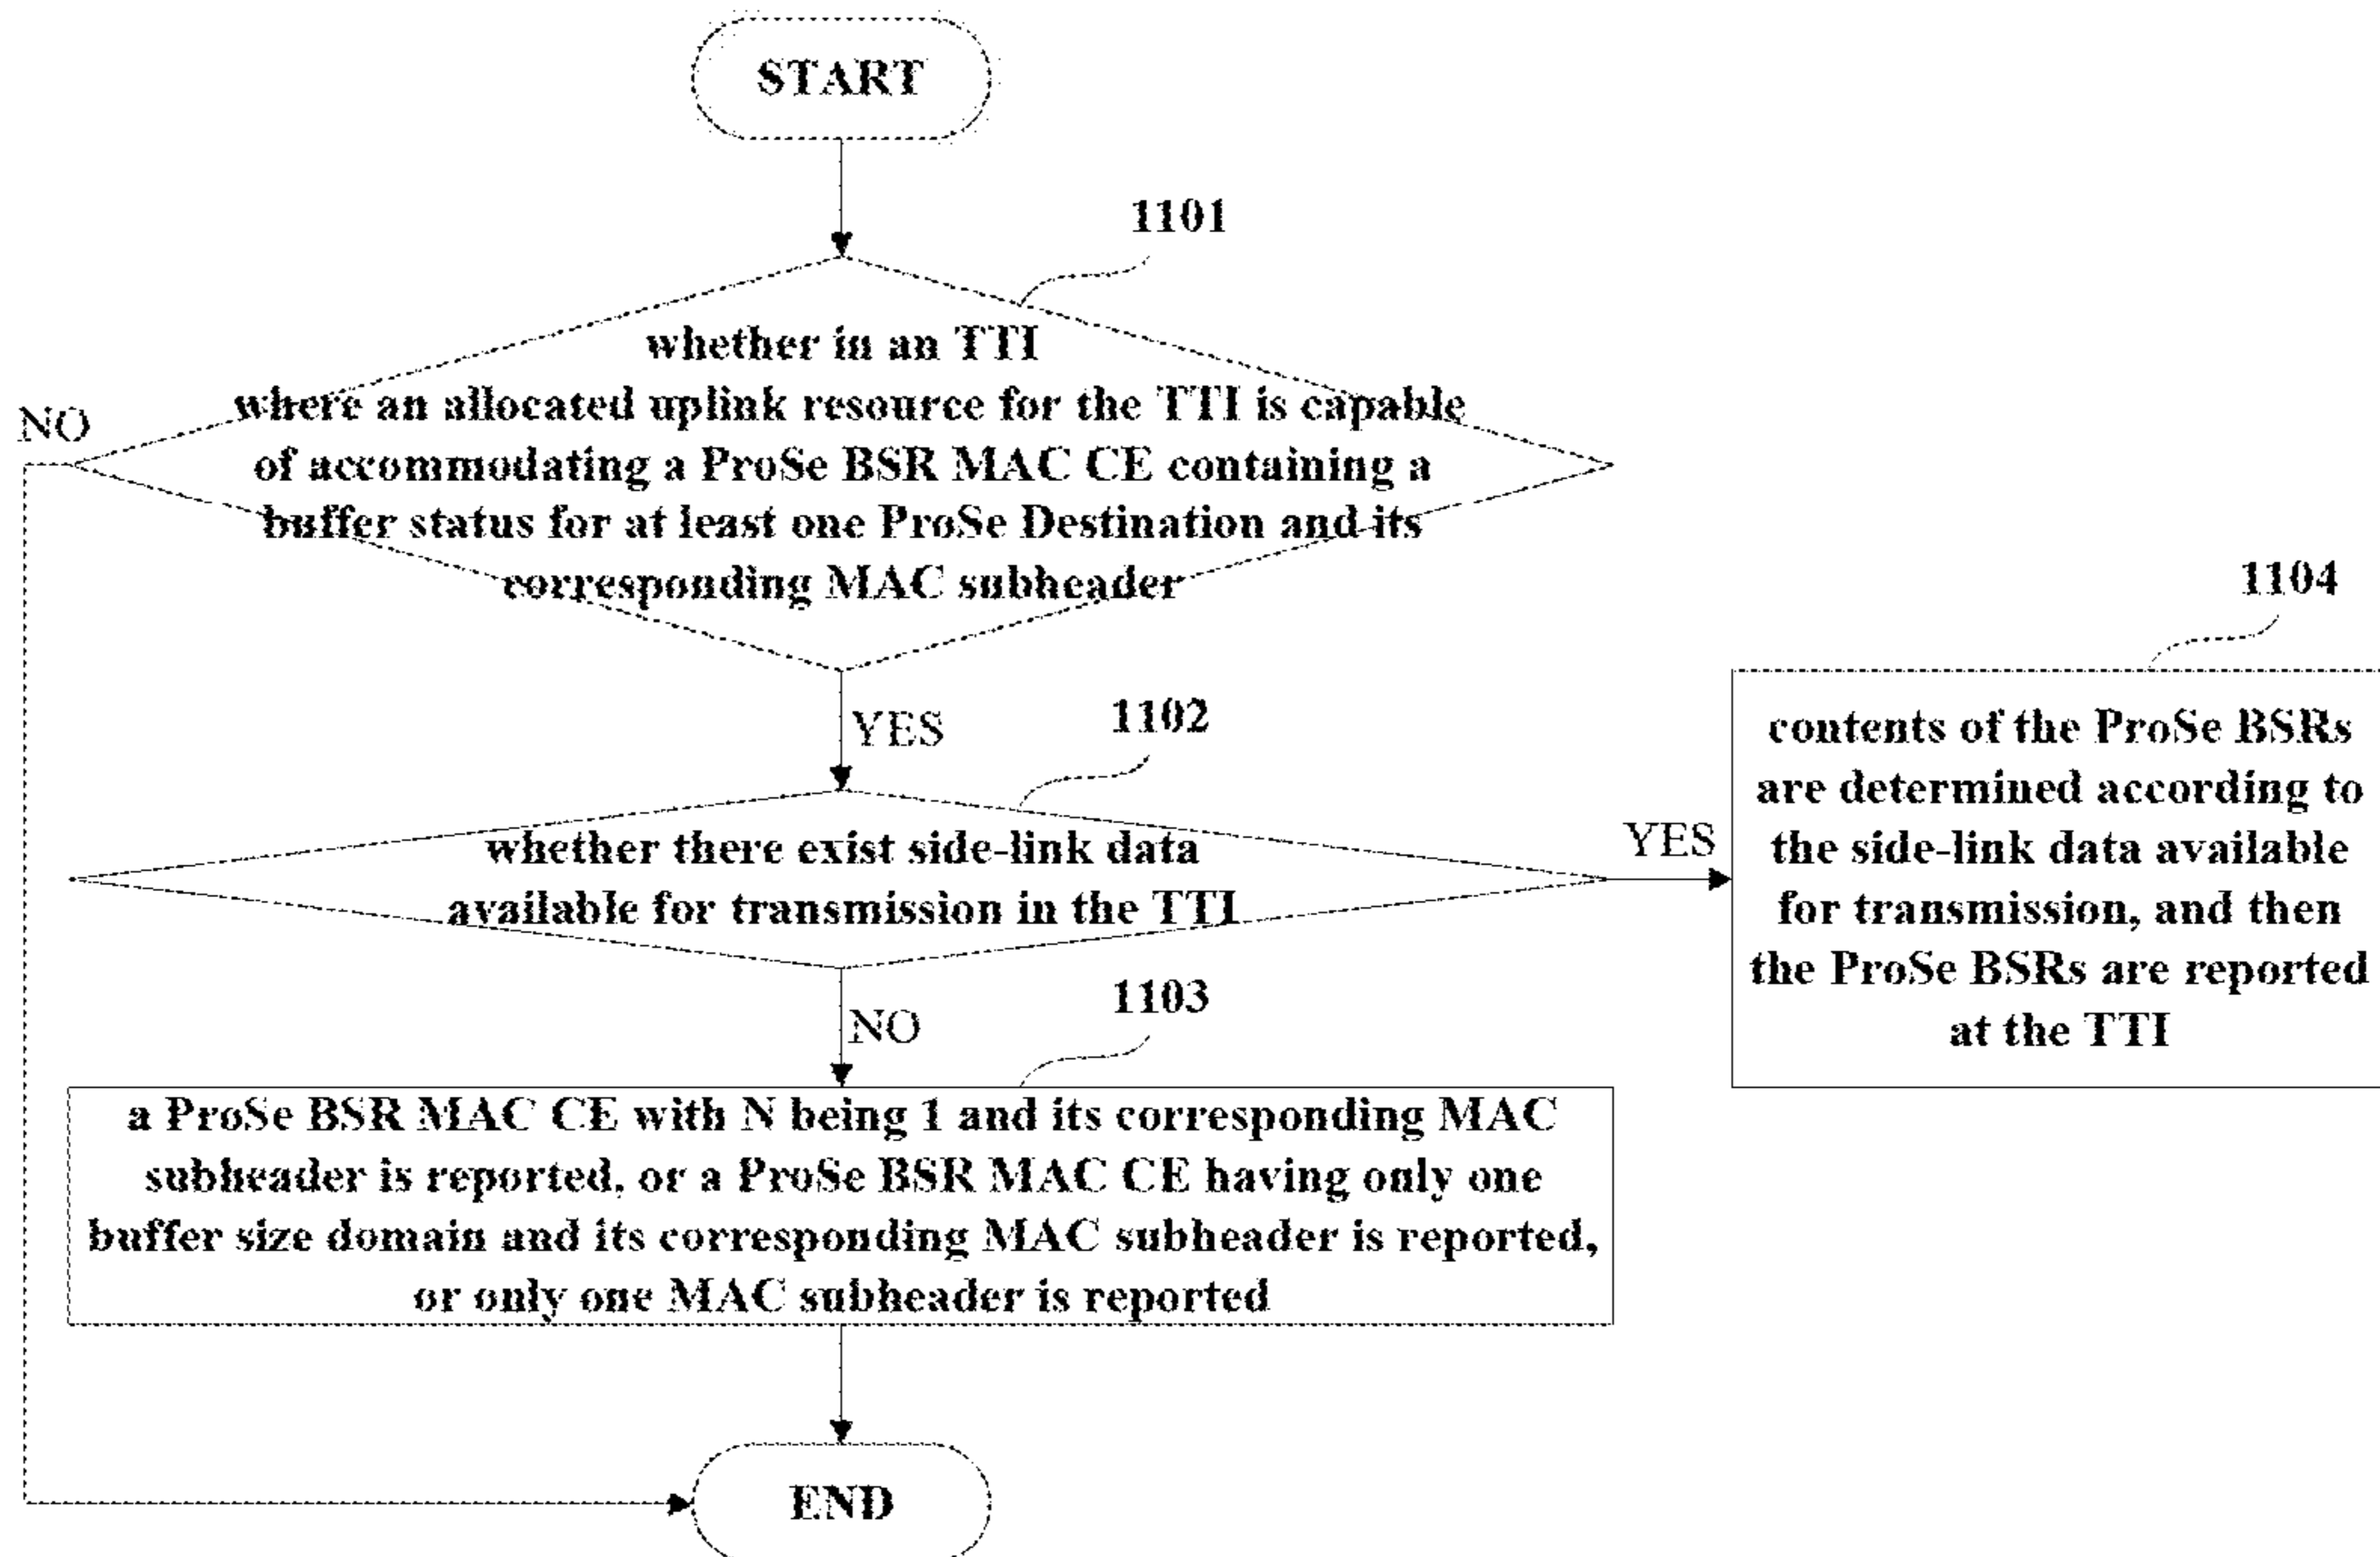 START
1101
whether in an TTI
where an allocated uplink resource for the TTI is capable
of accommodating a ProSe BSR MAC CE containing a
buffer status for at least one ProSe Destination and its
corresponding MAC subheader
NO
YES
1102
whether there exist side-link data
available for transmission in the TTI
YES
1104
contents of the ProSe BSRs
are determined according to
the side-link data available
for transmission, and then
the ProSe BSRs are reported
at the TTI
NO
1103
a ProSe BSR MAC CE with N being 1 and its corresponding MAC
subheader is reported, or a ProSe BSR MAC CE having only one
buffer size domain and its corresponding MAC subheader is reported,
or only one MAC subheader is reported
END